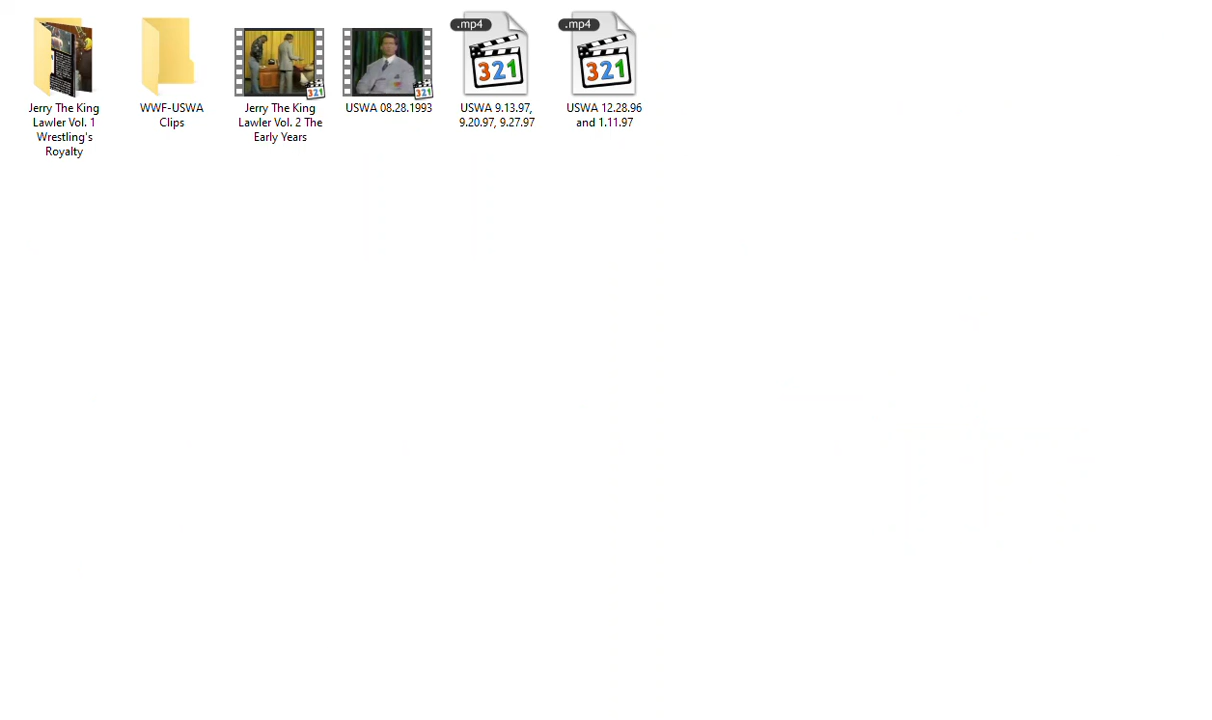 .mp4
.mp4
321
321
Jerry The King
Lawler Vol. 1
Wrestling's
Royalty
WWF-USWA
Clips
321
Jerry The King
Lawler Vol. 2 The
Early Years
321
USWA 08.28.1993
USWA 9.13.97,
9.20.97, 9.27.97
USWA 12.28.96
and 1.11.97